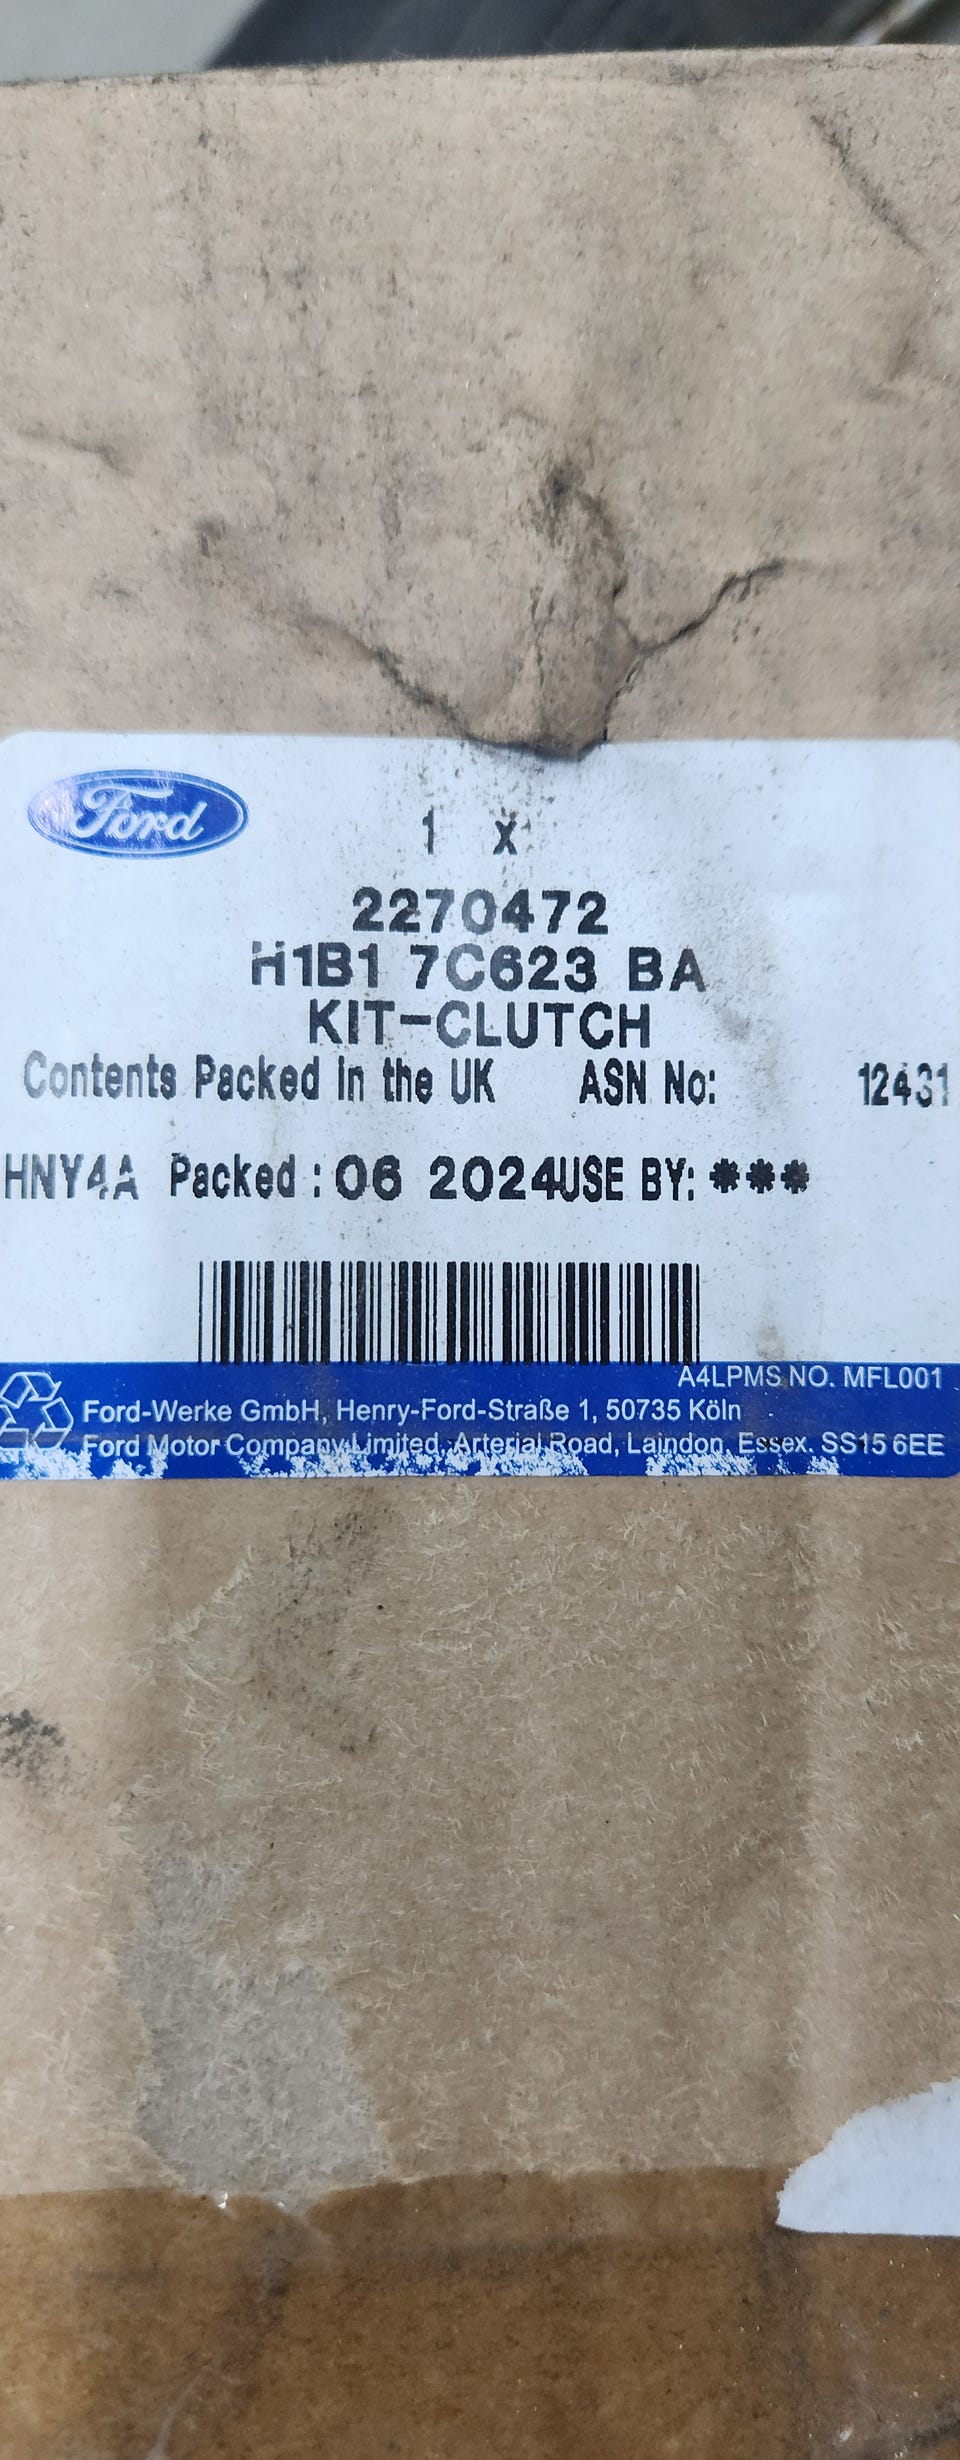 Ford
1 x
2270472
H1B1 7C623 BA
KIT-CLUTCH
Contents Packed in the UK ASN No: 12431
HNY4A Packed : 06 2024USE BY: ***
A4LPMS NO. MFL001
Ford-Werke GmbH, Henry-Ford-Straße 1, 50735 Köln
Ford Motor Company Limited, Arterial Road, Laindon, Essex. SS15 6EE